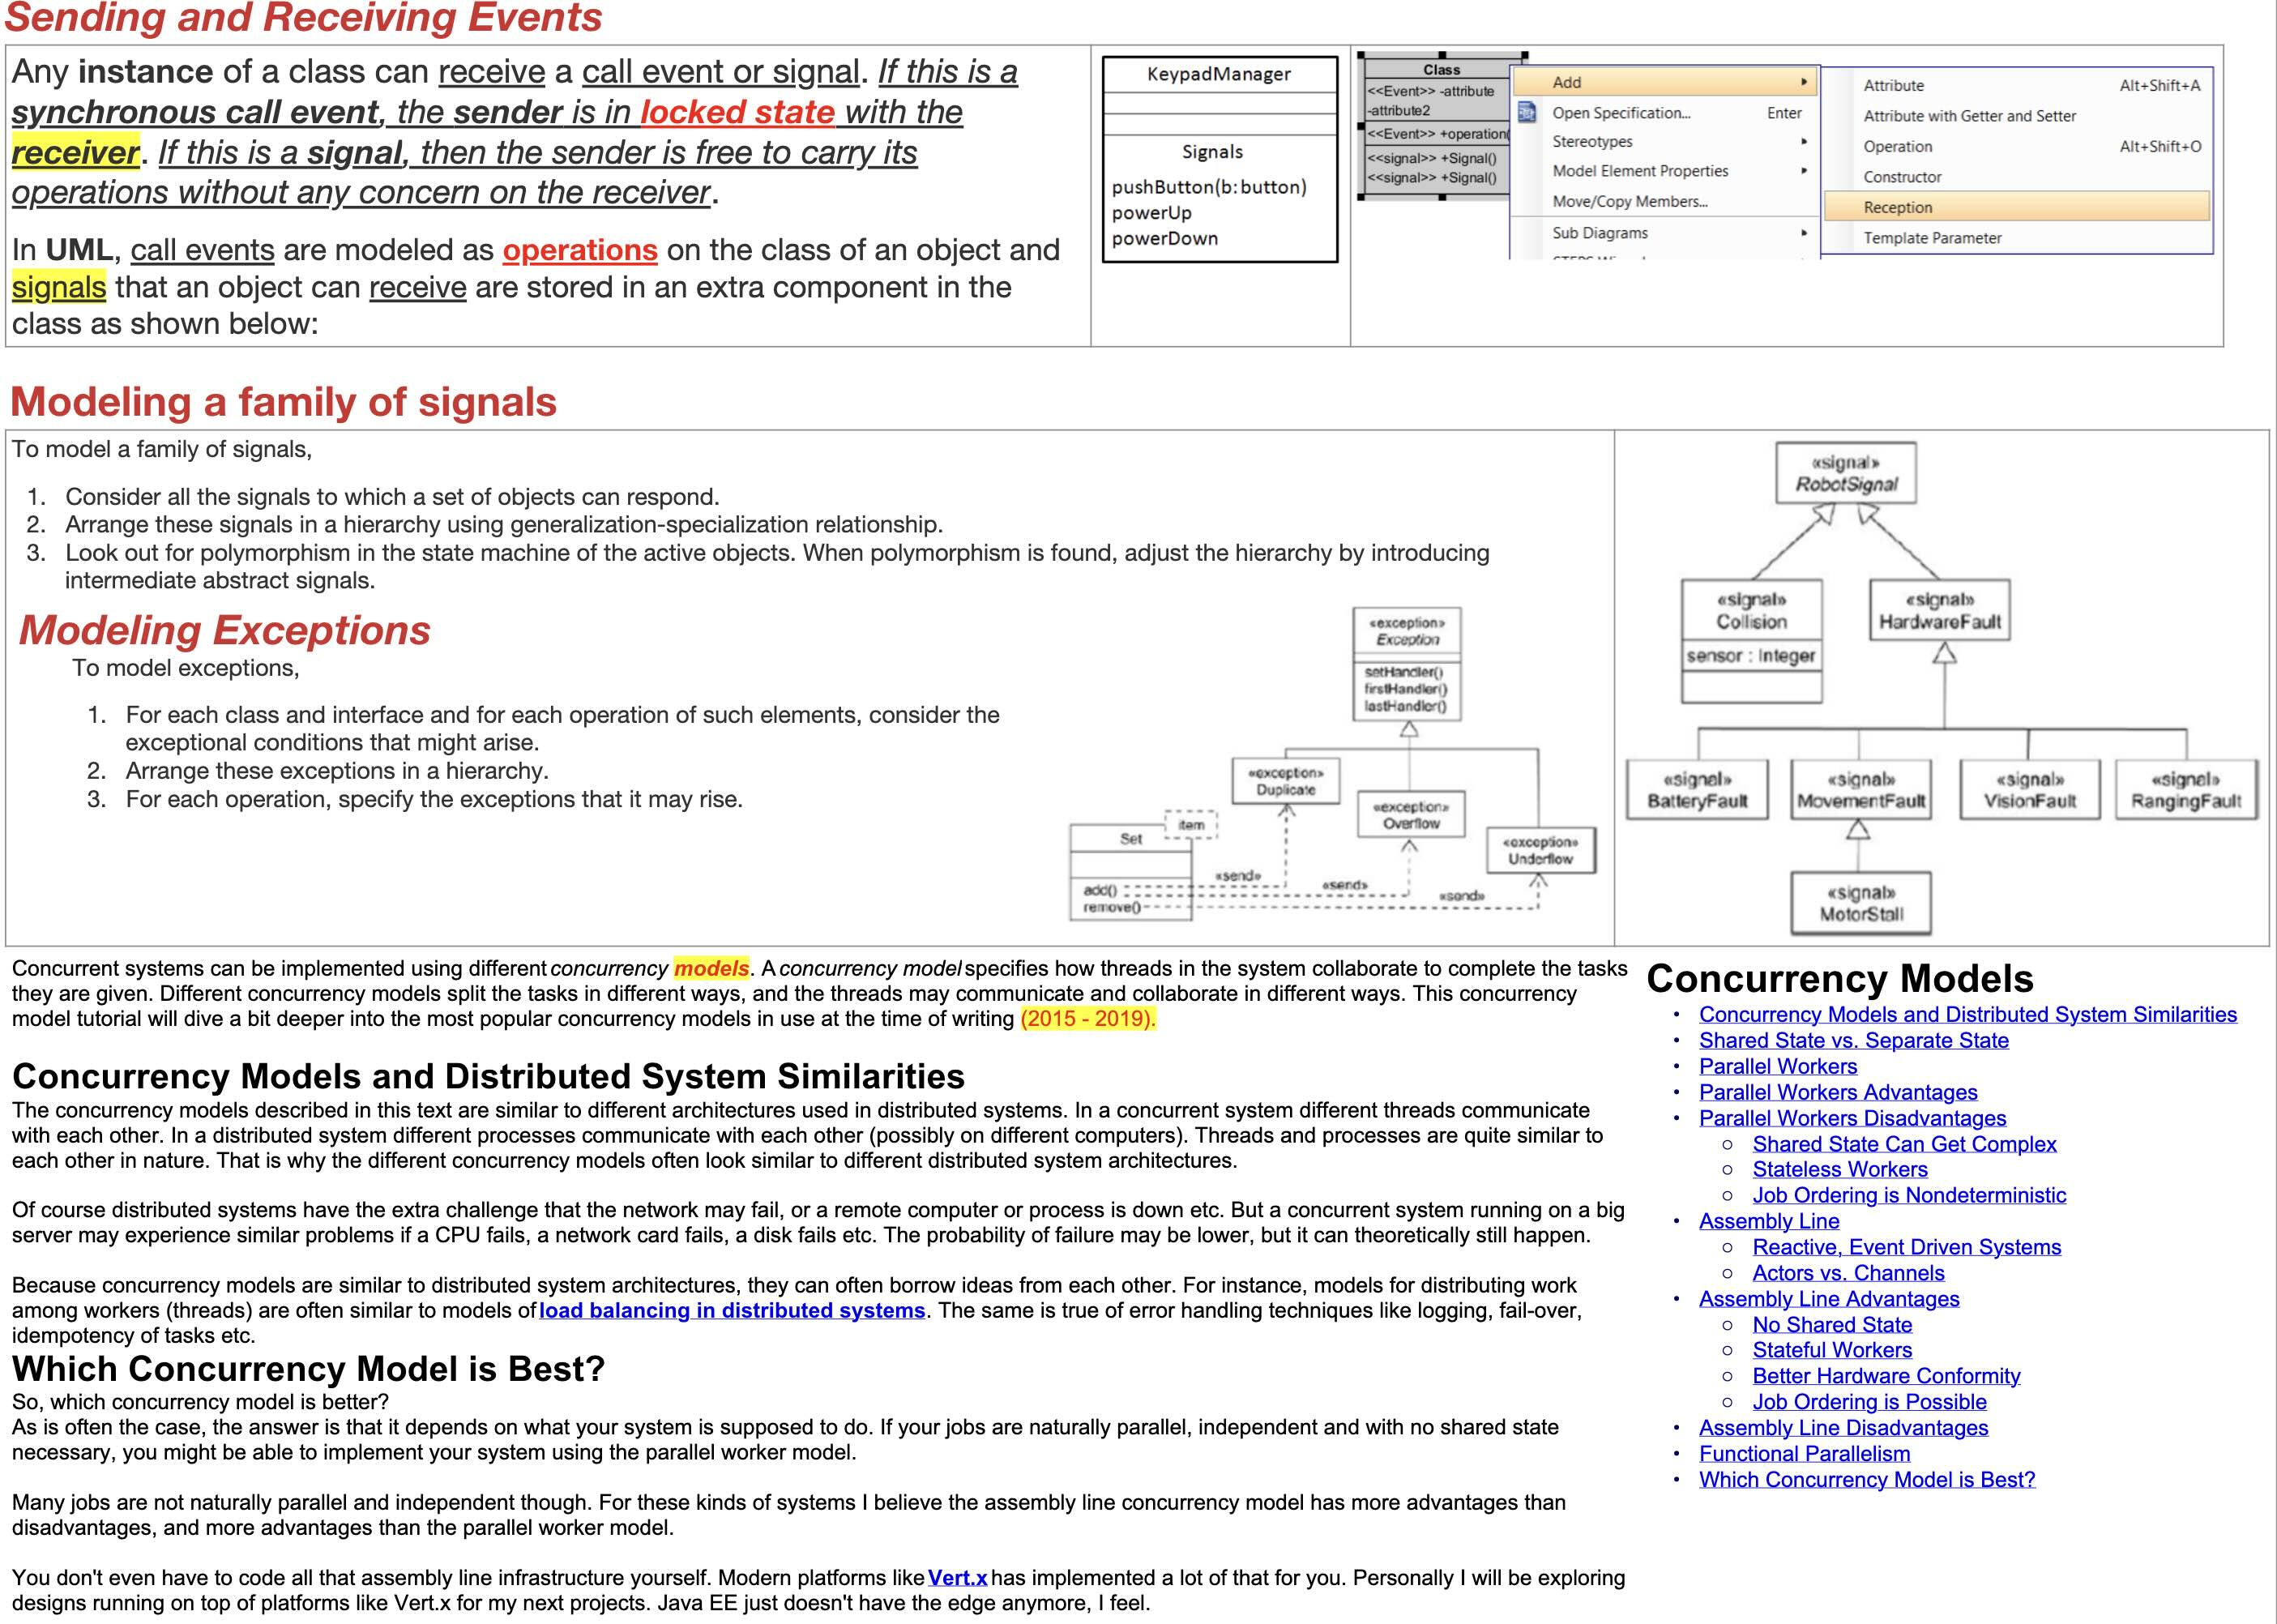 Sending and Receiving Events
Any instance of a class can receive a call event or signal. If this is a
synchronous call event, the sender is in locked state with the
receiver. If this is a signal, then the sender is free to carry its
operations without any concern on the receiver.
In UML, call events are modeled as operations on the class of an object and
signals that an object can receive are stored in an extra component in the
class as shown below:
KeypadManager
Signals
pushButton(b:button)
powerUp
powerDown
Class
<<Event>> -attribute
-attribute2
<<Event>> +operation(
<<signal>> +Signal()
<<signal>> +Signal()
Add
Open Specification... Enter
Stereotypes
Model Element Properties
Move/Copy Members...
Sub Diagrams
Attribute Alt+Shift+A
Attribute with Getter and Setter
Operation Alt+Shift+O
Constructor
Reception
Template Parameter
Modeling a family of signals
To model a family of signals,
1. Consider all the signals to which a set of objects can respond.
2. Arrange these signals in a hierarchy using generalization-specialization relationship.
3. Look out for polymorphism in the state machine of the active objects. When polymorphism is found, adjust the hierarchy by introducing
intermediate abstract signals.
Modeling Exceptions
To model exceptions,
1. For each class and interface and for each operation of such elements, consider the
exceptional conditions that might arise.
2. Arrange these exceptions in a hierarchy.
3. For each operation, specify the exceptions that it may rise.
«exception»
Exception
setHandler()
firstHandler()
lastHandler()
«exception»
Duplicate
«exception»
Overflow
«exception»
Underflow
item
Set
add()
remove()
«send»
«send»
«send»
«signal»
RobotSignal
«signal»
Collision
sensor : Integer
«signal»
HardwareFault
«signal»
BatteryFault
«signal»
MovementFault
«signal»
VisionFault
«signal»
RangingFault
«signal»
MotorStall
Concurrent systems can be implemented using different concurrency models. A concurrency model specifies how threads in the system collaborate to complete the tasks
they are given. Different concurrency models split the tasks in different ways, and the threads may communicate and collaborate in different ways. This concurrency
model tutorial will dive a bit deeper into the most popular concurrency models in use at the time of writing (2015 - 2019).
Concurrency Models and Distributed System Similarities
The concurrency models described in this text are similar to different architectures used in distributed systems. In a concurrent system different threads communicate
with each other. In a distributed system different processes communicate with each other (possibly on different computers). Threads and processes are quite similar to
each other in nature. That is why the different concurrency models often look similar to different distributed system architectures.
Of course distributed systems have the extra challenge that the network may fail, or a remote computer or process is down etc. But a concurrent system running on a big
server may experience similar problems if a CPU fails, a network card fails, a disk fails etc. The probability of failure may be lower, but it can theoretically still happen.
Because concurrency models are similar to distributed system architectures, they can often borrow ideas from each other. For instance, models for distributing work
among workers (threads) are often similar to models of load balancing in distributed systems. The same is true of error handling techniques like logging, fail-over,
idempotency of tasks etc.
Which Concurrency Model is Best?
So, which concurrency model is better?
As is often the case, the answer is that it depends on what your system is supposed to do. If your jobs are naturally parallel, independent and with no shared state
necessary, you might be able to implement your system using the parallel worker model.
Many jobs are not naturally parallel and independent though. For these kinds of systems I believe the assembly line concurrency model has more advantages than
disadvantages, and more advantages than the parallel worker model.
You don't even have to code all that assembly line infrastructure yourself. Modern platforms like Vert.x has implemented a lot of that for you. Personally I will be exploring
designs running on top of platforms like Vert.x for my next projects. Java EE just doesn't have the edge anymore, I feel.
Concurrency Models
• Concurrency Models and Distributed System Similarities
• Shared State vs. Separate State
• Parallel Workers
• Parallel Workers Advantages
• Parallel Workers Disadvantages
o Shared State Can Get Complex
o Stateless Workers
o Job Ordering is Nondeterministic
• Assembly Line
o Reactive, Event Driven Systems
o Actors vs. Channels
• Assembly Line Advantages
o No Shared State
o Stateful Workers
o Better Hardware Conformity
o Job Ordering is Possible
• Assembly Line Disadvantages
• Functional Parallelism
• Which Concurrency Model is Best?